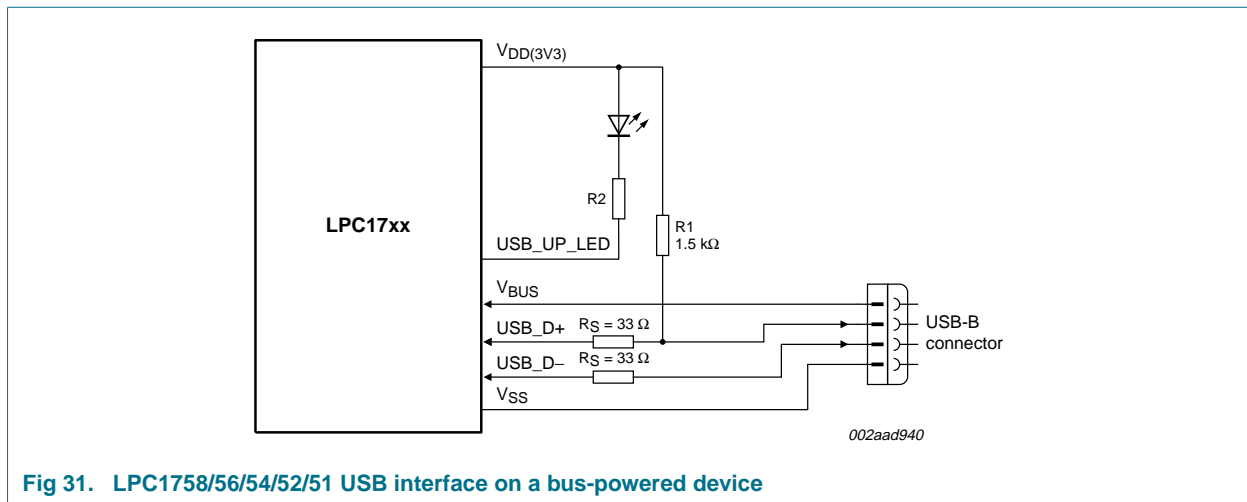 VDD(3V3)
R2
LPC17xx
R1
1.5 kΩ
USB_UP_LED
VBUS
USB_D+ RS = 33 Ω
USB-B
connector
USB_D− RS = 33 Ω
VSS
002aad940
Fig 31. LPC1758/56/54/52/51 USB interface on a bus-powered device